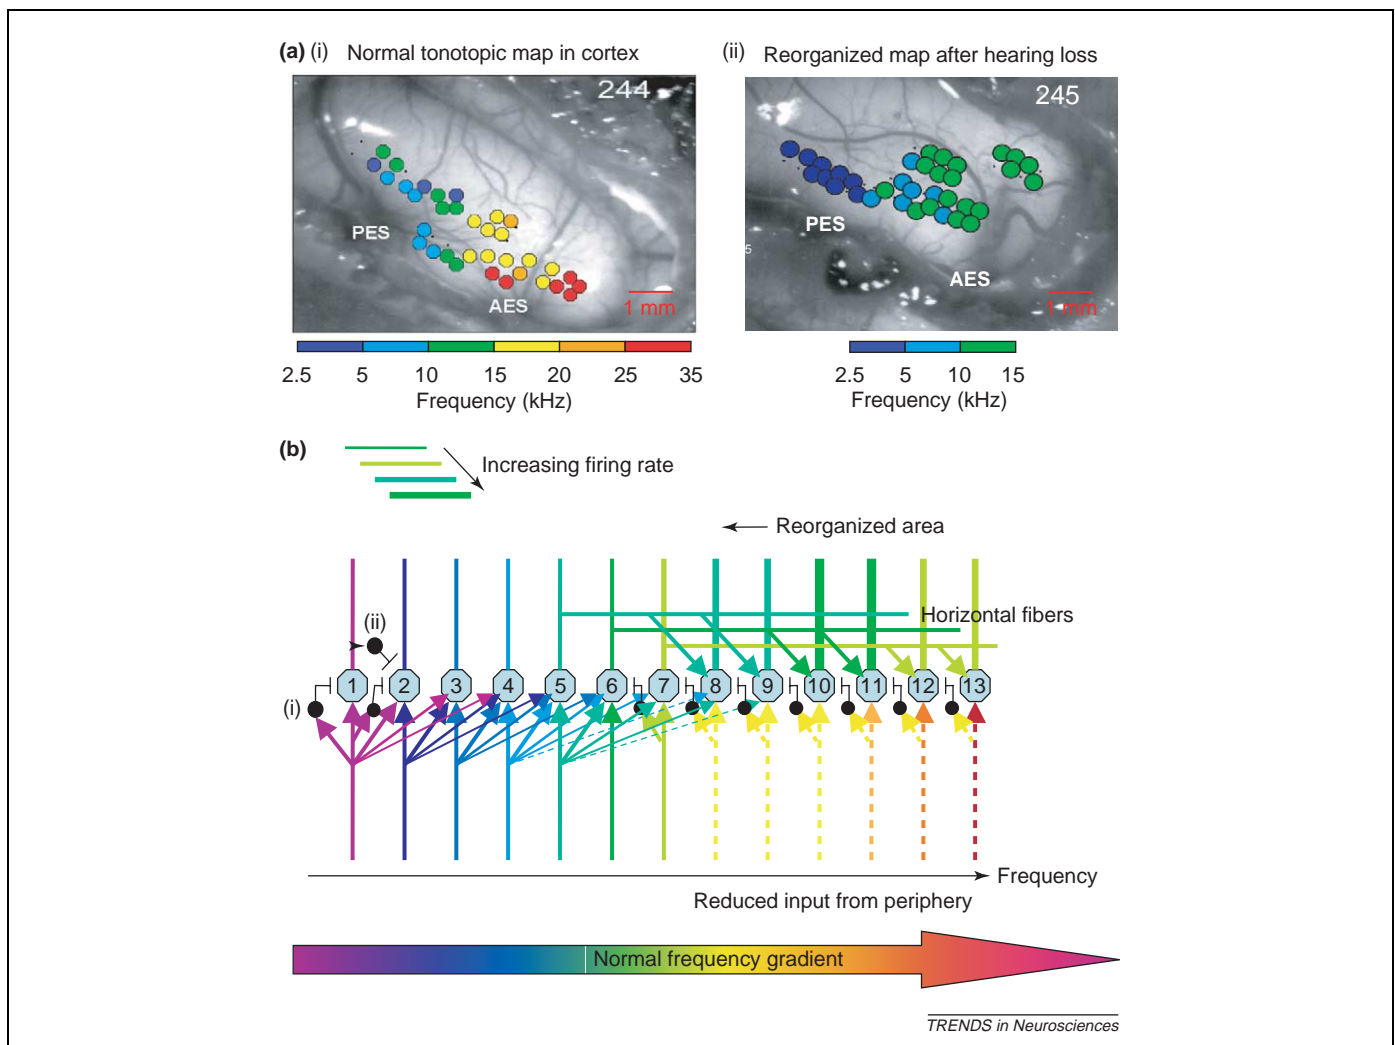 (a) (i) Normal tonotopic map in cortex
(ii) Reorganized map after hearing loss
244
PES
AES
1 mm
245
PES
5
AES
1 mm
2.5 5 10 15 20 25 35
Frequency (kHz)
2.5 5 10 15
Frequency (kHz)
(b)
Increasing firing rate
Reorganized area
Horizontal fibers
(ii)
1 2 3 4 5 6 7 8 9 10 11 12 13
(i)
Frequency
Reduced input from periphery
Normal frequency gradient
TRENDS in Neurosciences